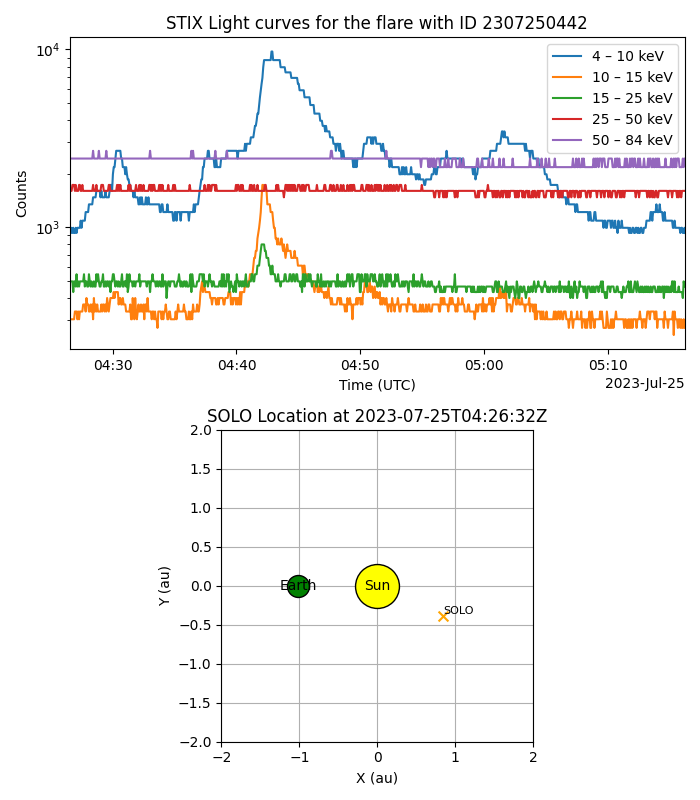 STIX Light curves for the flare with ID 2307250442
10⁴
10³
Counts
4 – 10 keV
10 – 15 keV
15 – 25 keV
25 – 50 keV
50 – 84 keV
04:30 04:40 04:50 05:00 05:10
Time (UTC)
2023-Jul-25
SOLO Location at 2023-07-25T04:26:32Z
2.0
1.5
1.0
0.5
0.0
−0.5
−1.0
−1.5
−2.0
Y (au)
Earth
Sun
SOLO
−2 −1 0 1 2
X (au)